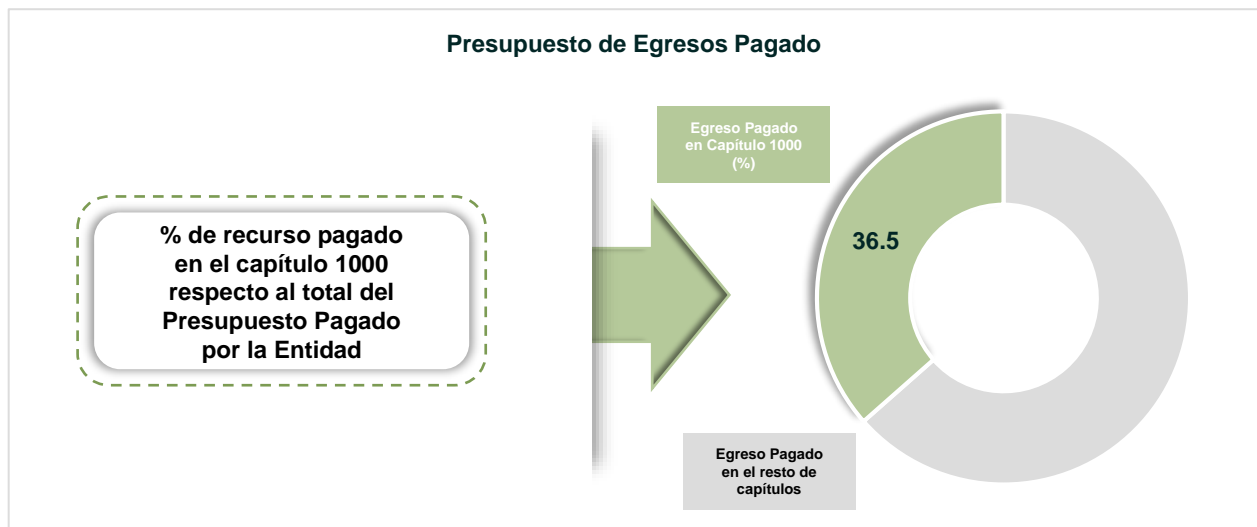 Presupuesto de Egresos Pagado
% de recurso pagado
en el capítulo 1000
respecto al total del
Presupuesto Pagado
por la Entidad
Egreso Pagado
en Capítulo 1000
(%)
36.5
Egreso Pagado
en el resto de
capítulos